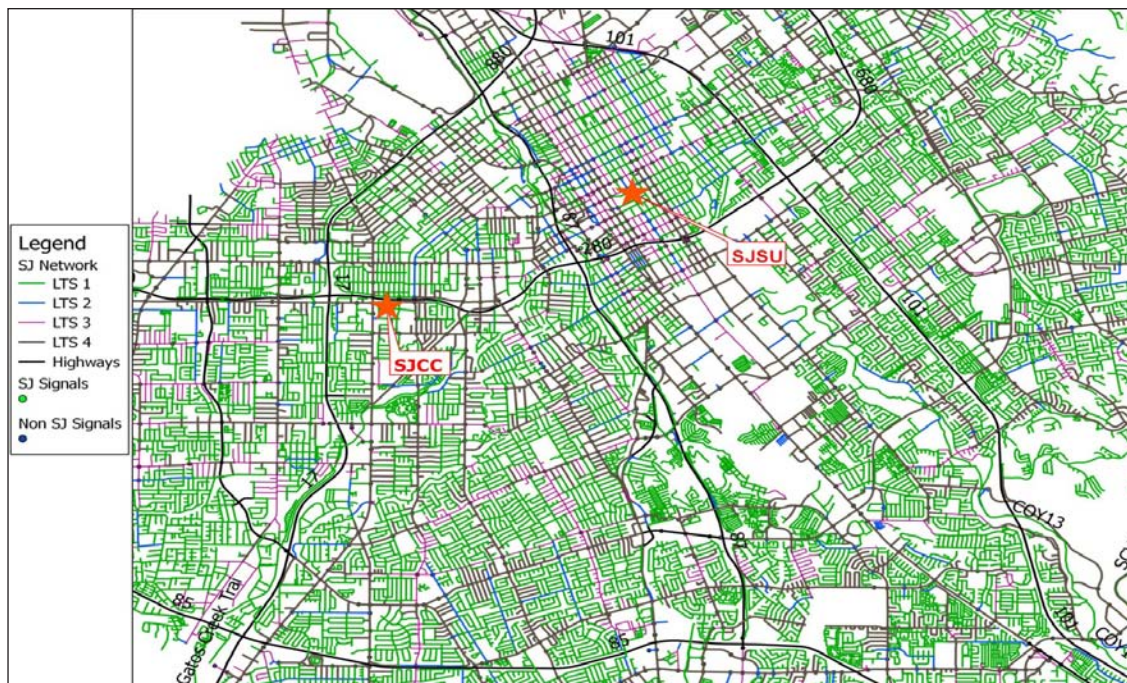 101
880
680
Legend
SJ Network
LTS 1
LTS 2
LTS 3
LTS 4
Highways
SJ Signals
Non SJ Signals
87
280
SJSU
17
101
SJCC
17
COY13
87
85
Gatos Creek Trail
85
101